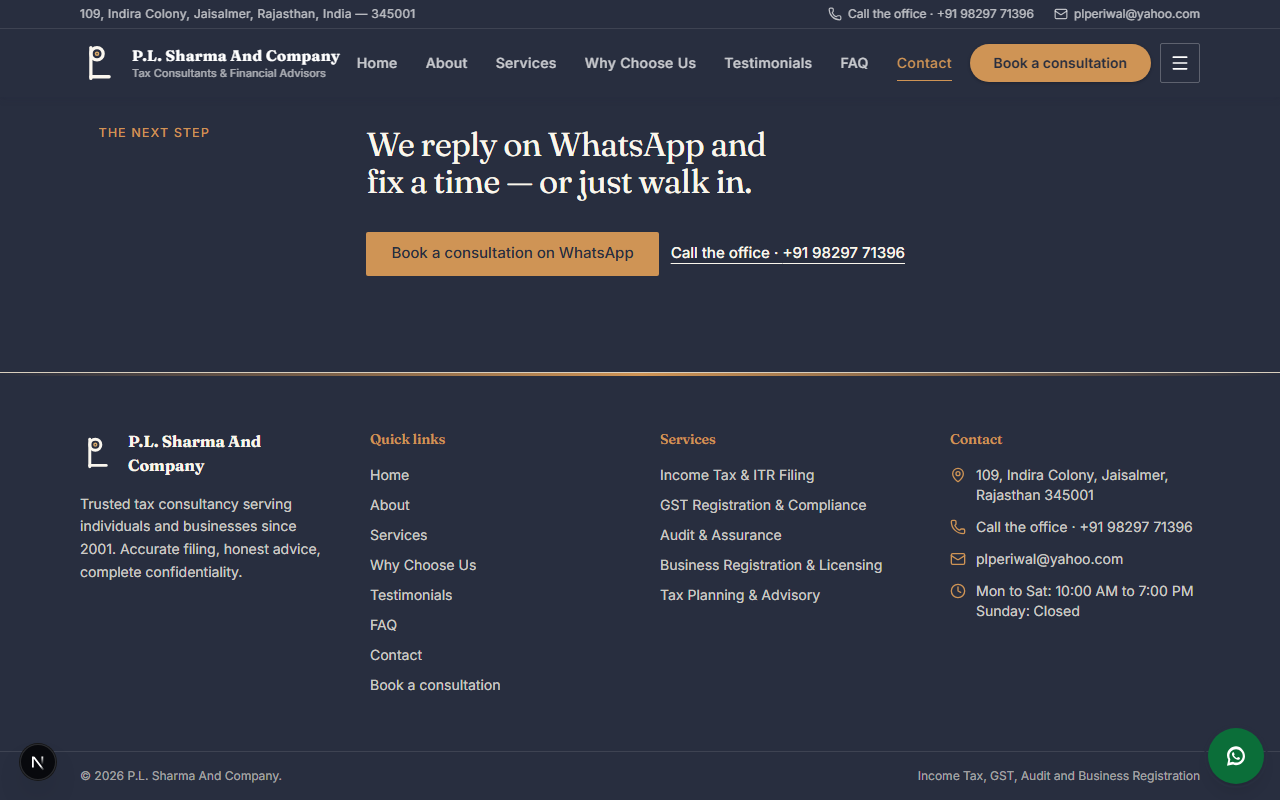 109, Indira Colony, Jaisalmer, Rajasthan, India — 345001
Call the office · +91 98297 71396
plperiwal@yahoo.com
P.L. Sharma And Company
Tax Consultants & Financial Advisors
Home
About
Services
Why Choose Us
Testimonials
FAQ
Contact
Book a consultation
THE NEXT STEP
We reply on WhatsApp and
fix a time — or just walk in.
Book a consultation on WhatsApp
Call the office · +91 98297 71396
P.L. Sharma And
Company
Trusted tax consultancy serving
individuals and businesses since
2001. Accurate filing, honest advice,
complete confidentiality.
Quick links
Home
About
Services
Why Choose Us
Testimonials
FAQ
Contact
Book a consultation
Services
Income Tax & ITR Filing
GST Registration & Compliance
Audit & Assurance
Business Registration & Licensing
Tax Planning & Advisory
Contact
109, Indira Colony, Jaisalmer,
Rajasthan 345001
Call the office · +91 98297 71396
plperiwal@yahoo.com
Mon to Sat: 10:00 AM to 7:00 PM
Sunday: Closed
N
© 2026 P.L. Sharma And Company.
Income Tax, GST, Audit and Business Registration